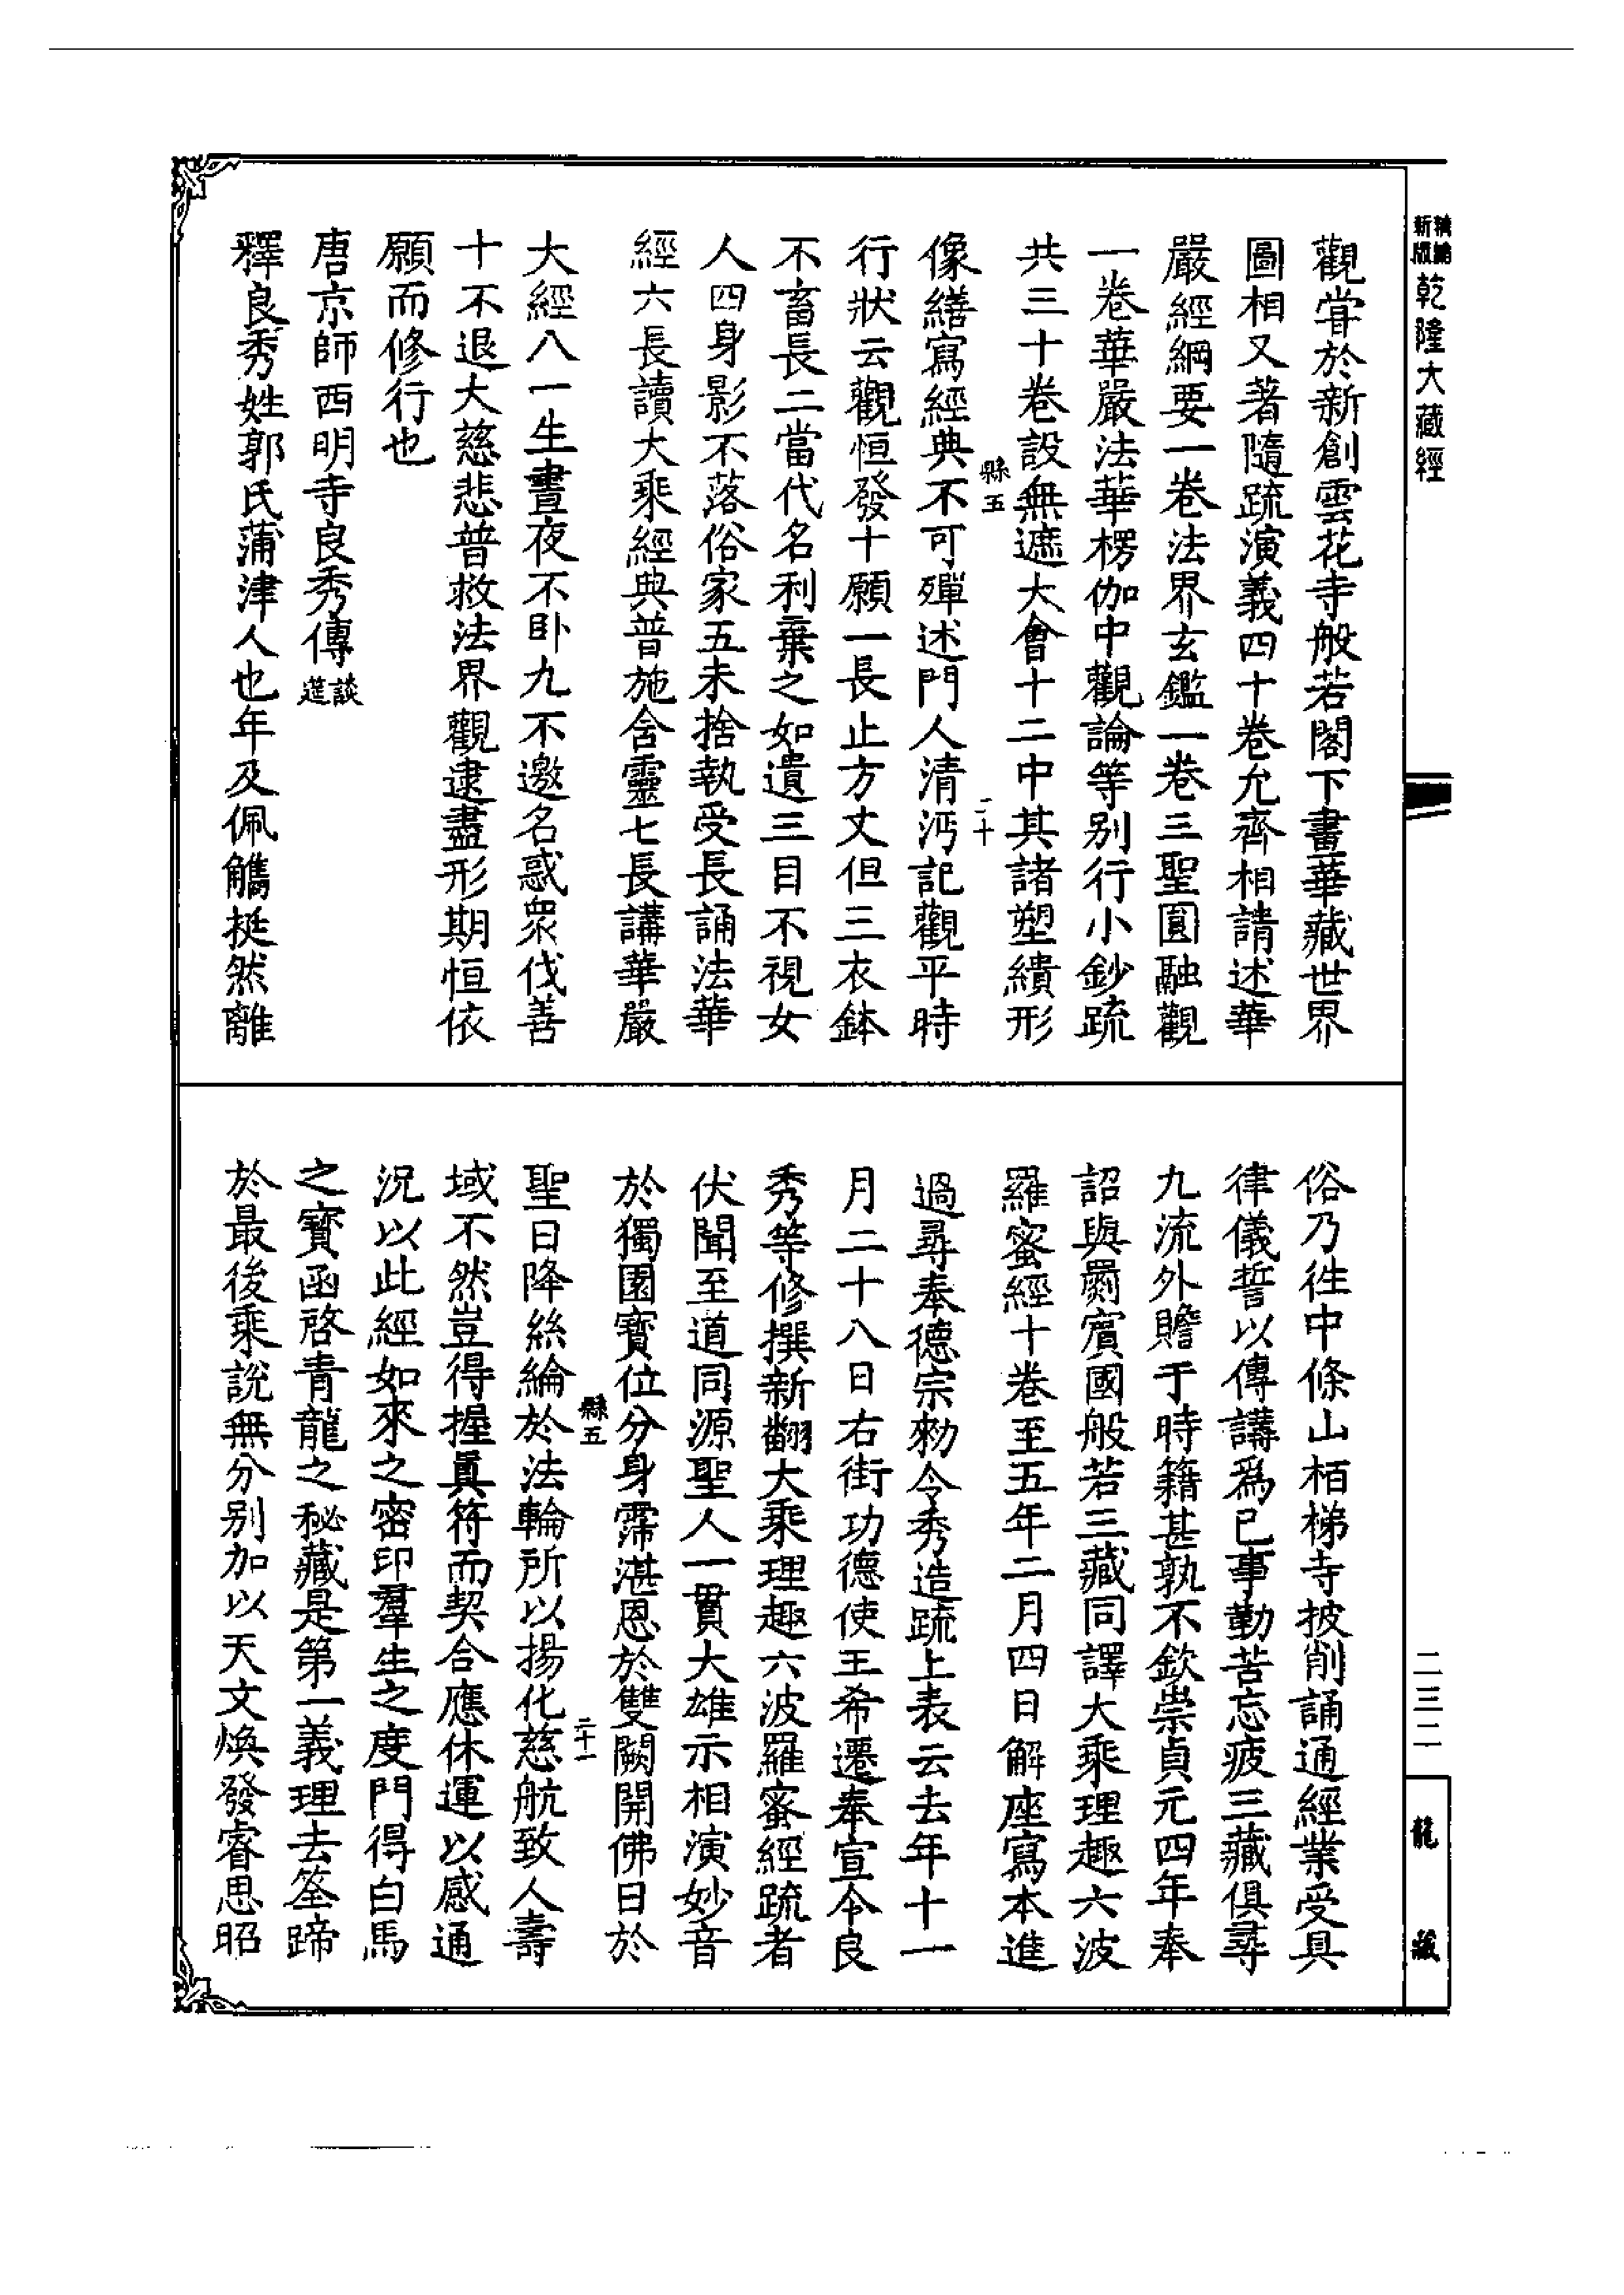 新編
縮版
乾隆大藏經
觀嘗於新創雲花寺般若閣下畫華藏世界
圖相又著隨疏演義四十卷允齊相請述華
嚴經綱要一卷法界玄鑑一卷三聖圓融觀
一卷華嚴法華楞伽中觀論等別行小鈔疏
共三十卷設無遮大會十二中其諸塑繢形
縣五
二十
像繕寫經典不可殫述門人清沔記觀平時
行狀云觀恒發十願一長止方丈但三衣鉢
不畜長二當代名利棄之如遺三目不視女
人四身影不落俗家五未捨執受長誦法華
經六長讀大乘經典普施含靈七長講華嚴
大經八一生晝夜不臥九不邀名惑衆伐善
十不退大慈悲普救法界觀逮盡形期恒依
願而修行也
唐京師西明寺良秀傳談筵
釋良秀姓郭氏蒲津人也年及佩觿挺然離
俗乃往中條山栢梯寺披削誦通經業受具
律儀誓以傳講爲已事勤苦忘疲三藏俱尋
九流外贍于時籍甚孰不欽崇貞元四年奉
詔與罽賓國般若三藏同譯大乘理趣六波
羅蜜經十卷至五年二月四日解座寫本進
過尋奉德宗勅令秀造疏上表云去年十一
月二十八日右街功德使王希遷奉宣令良
秀等修撰新翻大乘理趣六波羅蜜經疏者
伏聞至道同源聖人一貫大雄示相演妙音
於獨園寶位分身霈湛恩於雙闕開佛日於
縣五
二十一
聖日降絲綸於法輪所以揚化慈航致人壽
域不然豈得握眞符而契合應休運以感通
況以此經如來之密印羣生之度門得白馬
之寶函啓青龍之秘藏是第一義理去筌蹄
於最後乘說無分別加以天文煥發睿思昭
二三二
龍藏